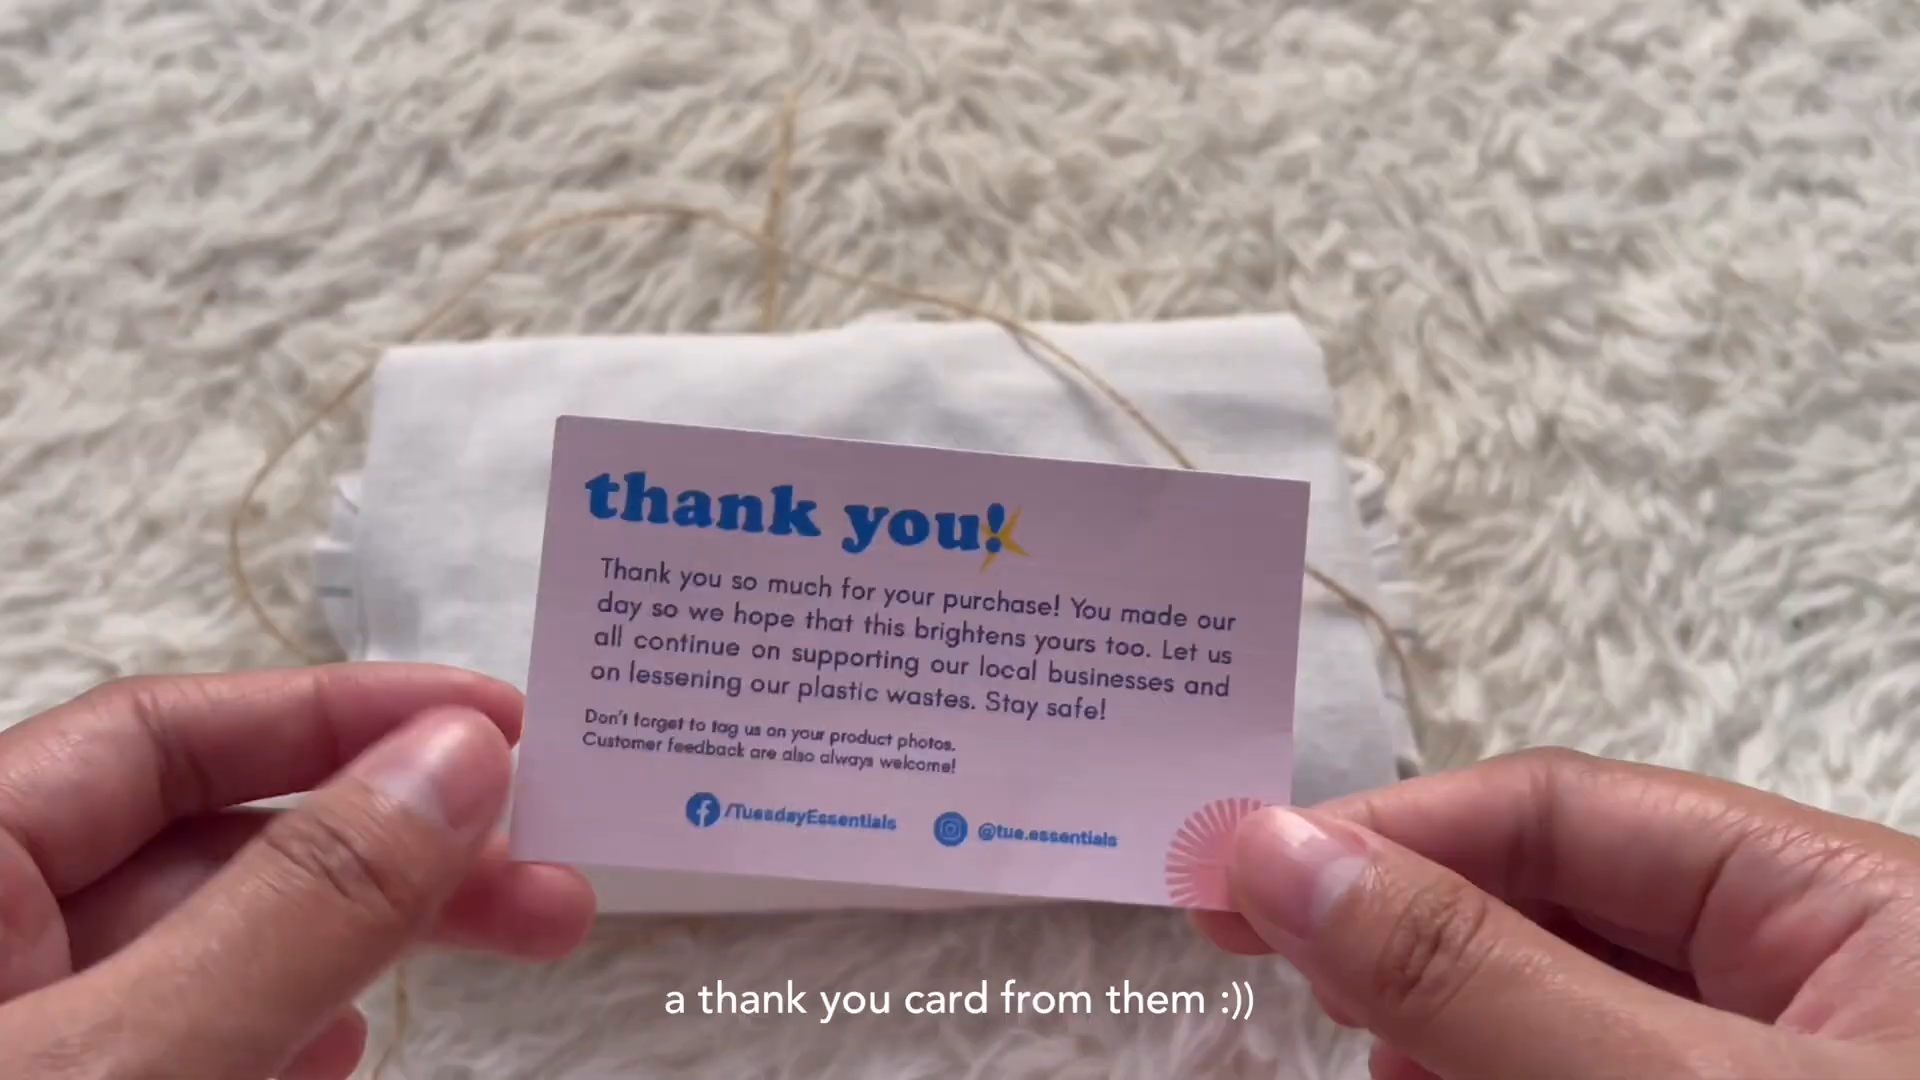 thank you!
Thank you so much for your purchase! You made our
day so we hope that this brightens yours too. Let us
all continue on supporting our local businesses and
on lessening our plastic wastes. Stay safe!
Don't forget to tag us on your product photos.
Customer feedback are also always welcome!
/TuesdayEssentials
@tue.essentials
a thank you card from them :))